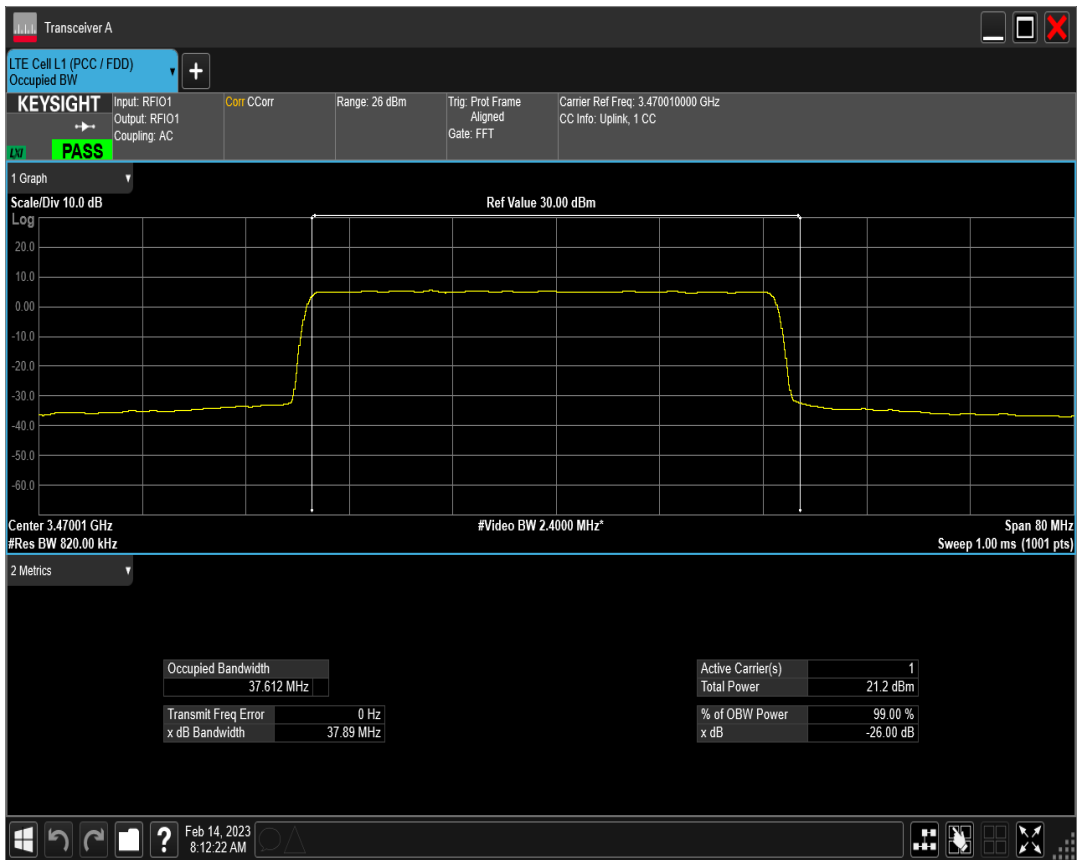 Transceiver A
LTE Cell L1 (PCC / FDD)
Occupied BW
+
KEYSIGHT
LXI
PASS
Input: RFIO1
Output: RFIO1
Coupling: AC
Corr CCorr
Range: 26 dBm
Trig: Prot Frame
Aligned
Gate: FFT
Carrier Ref Freq: 3.470010000 GHz
CC Info: Uplink, 1 CC
1 Graph
Scale/Div 10.0 dB
Ref Value 30.00 dBm
Log
20.0
10.0
0.00
-10.0
-20.0
-30.0
-40.0
-50.0
-60.0
Center 3.47001 GHz
#Video BW 2.4000 MHz*
Span 80 MHz
#Res BW 820.00 kHz
Sweep 1.00 ms (1001 pts)
2 Metrics
Occupied Bandwidth
37.612 MHz
Transmit Freq Error 0 Hz
x dB Bandwidth 37.89 MHz
Active Carrier(s) 1
Total Power 21.2 dBm
% of OBW Power 99.00 %
x dB -26.00 dB
?
Feb 14, 2023
8:12:22 AM